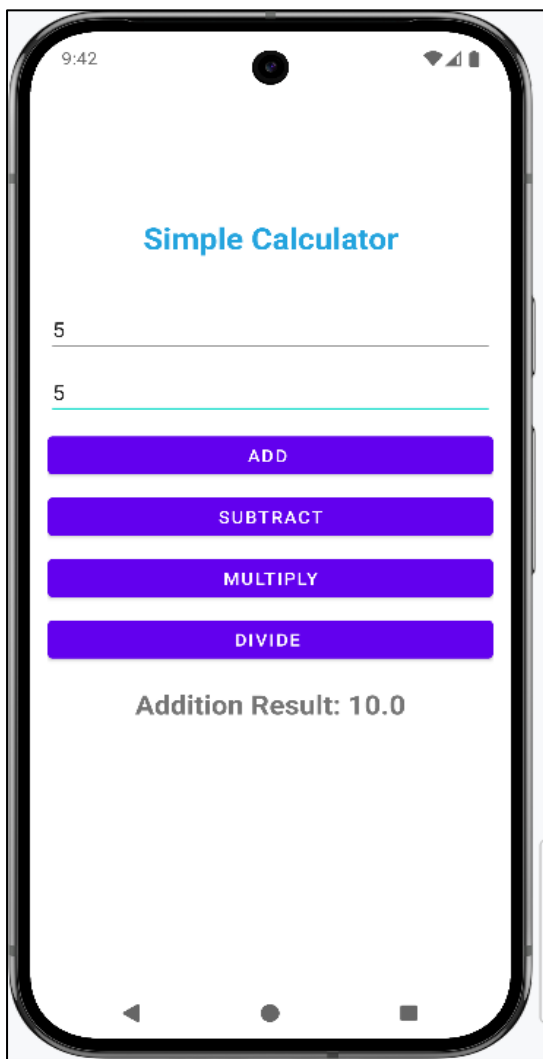 9:42
Simple Calculator
5
5
ADD
SUBTRACT
MULTIPLY
DIVIDE
Addition Result: 10.0